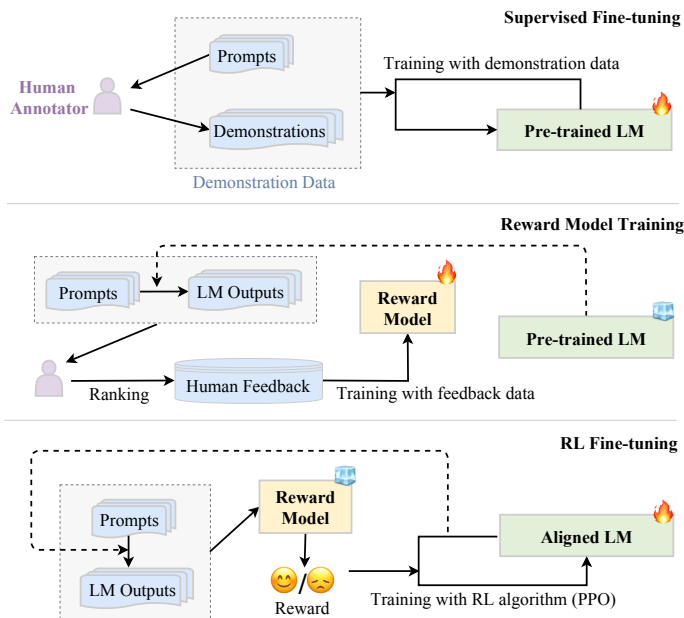 Supervised Fine-tuning
Prompts
Training with demonstration data
Human
Annotator
Demonstrations
Pre-trained LM
Demonstration Data
Reward Model Training
Prompts
LM Outputs
Reward
Model
Pre-trained LM
Ranking
Human Feedback
Training with feedback data
RL Fine-tuning
Prompts
Reward
Model
Aligned LM
LM Outputs
/
Reward
Training with RL algorithm (PPO)